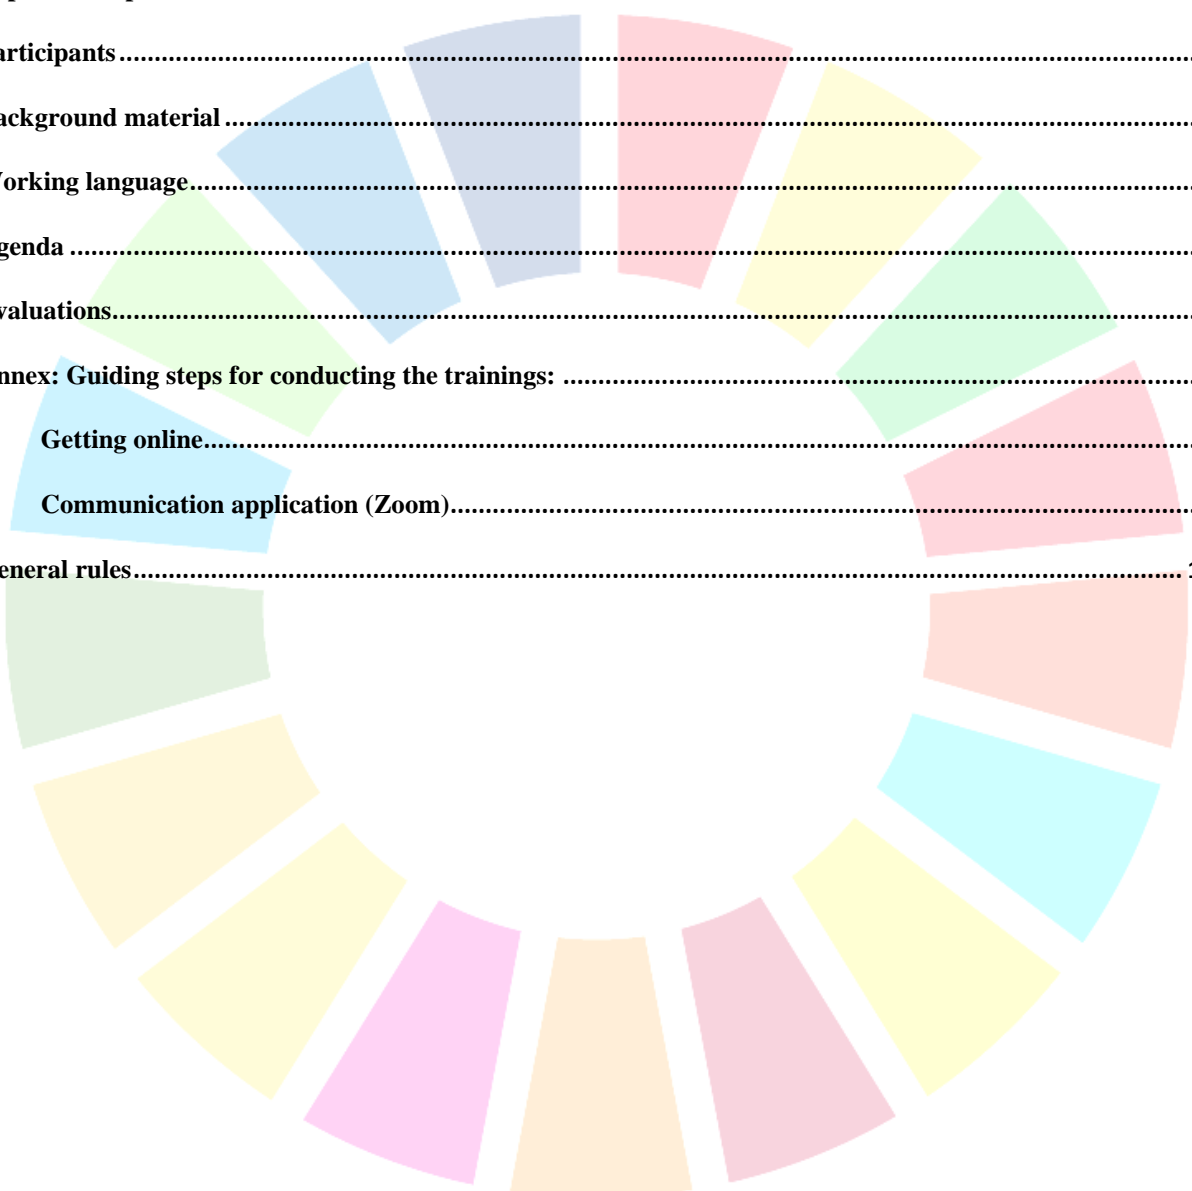 articipants
ackground material
Vorking language
genda
valuations
nnex: Guiding steps for conducting the trainings:
Getting online
Communication application (Zoom)
eneral rules